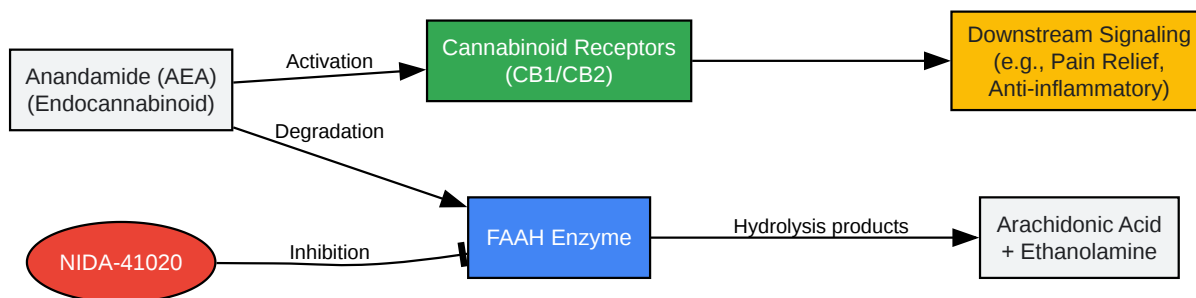 Anandamide (AEA)
(Endocannabinoid)
Activation
Cannabinoid Receptors
(CB1/CB2)
Downstream Signaling
(e.g., Pain Relief,
Anti-inflammatory)
Degradation
NIDA-41020
Inhibition
FAAH Enzyme
Hydrolysis products
Arachidonic Acid
+ Ethanolamine